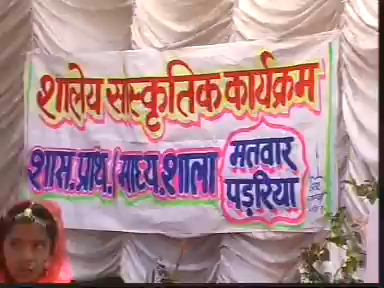 शालेय सांस्कृतिक कार्यक्रम
शास. प्राथ. / माध्य. शाला
मतवार
पड़रिया